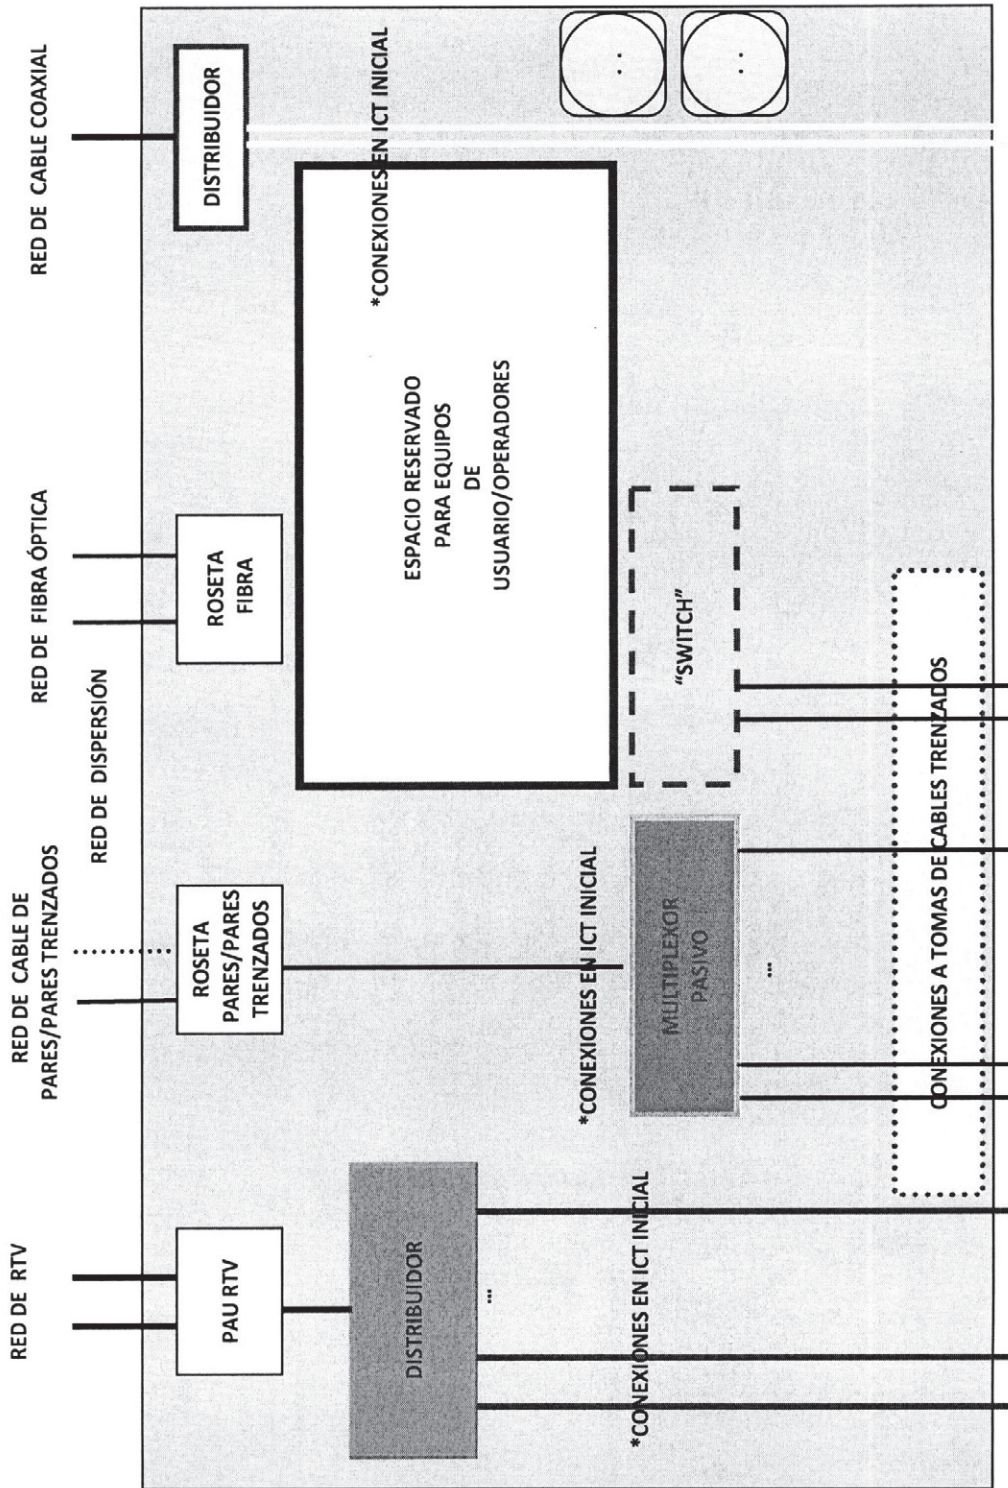 RED DE RTV
RED DE CABLE DE
PARES/PARES TRENZADOS
RED DE DISPERSIÓN
RED DE FIBRA ÓPTICA
RED DE CABLE COAXIAL
PAU RTV
ROSETA
PARES/PARES
TRENZADOS
ROSETA
FIBRA
DISTRIBUIDOR
DISTRIBUIDOR
...
*CONEXIONES EN ICT INICIAL
*CONEXIONES EN ICT INICIAL
ESPACIO RESERVADO
PARA EQUIPOS
DE
USUARIO/OPERADORES
*CONEXIONES EN ICT INICIAL
MULTIPLEXOR
PASIVO
...
"SWITCH"
CONEXIONES A TOMAS DE CABLES TRENZADOS